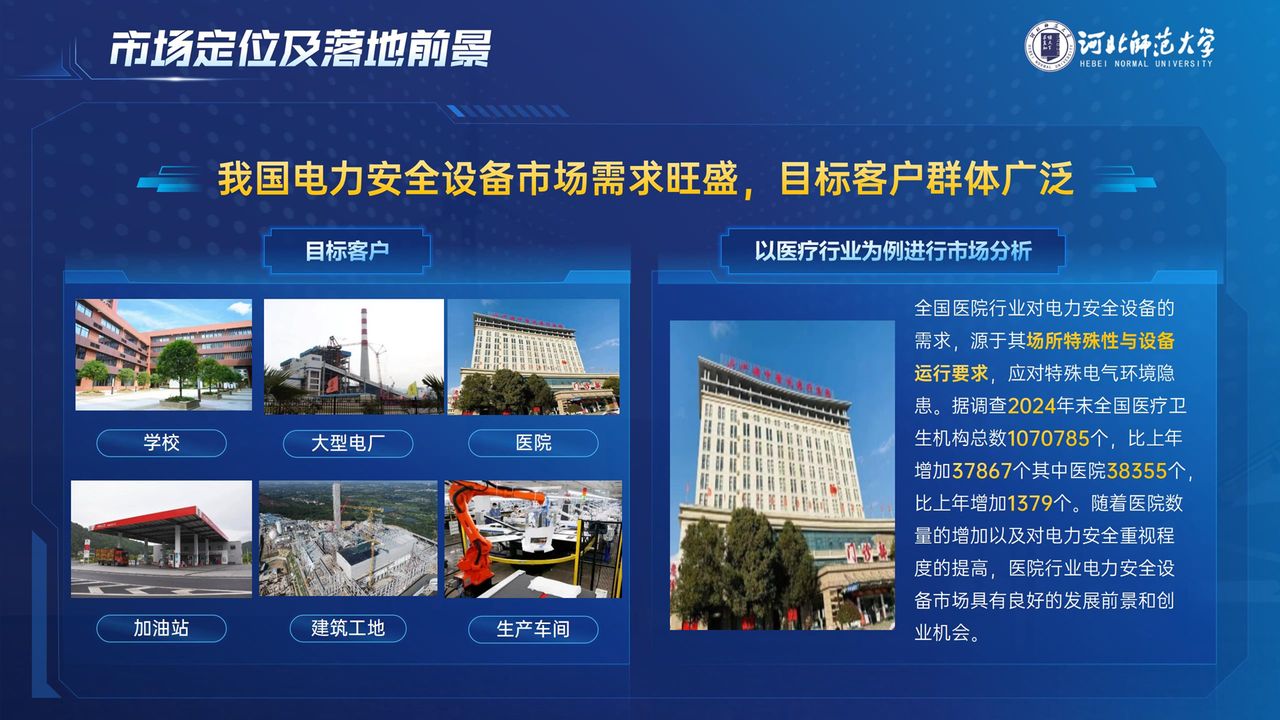 市场定位及落地前景
河北师范大学
HEBEI NORMAL UNIVERSITY
我国电力安全设备市场需求旺盛，目标客户群体广泛
目标客户
学校
大型电厂
医院
加油站
建筑工地
生产车间
以医疗行业为例进行市场分析
全国医院行业对电力安全设备的
需求，源于其场所特殊性与设备
运行要求，应对特殊电气环境隐
患。据调查2024年末全国医疗卫
生机构总数1070785个，比上年
增加37867个其中医院38355个，
比上年增加1379个。随着医院数
量的增加以及对电力安全重视程
度的提高，医院行业电力安全设
备市场具有良好的发展前景和创
业机会。